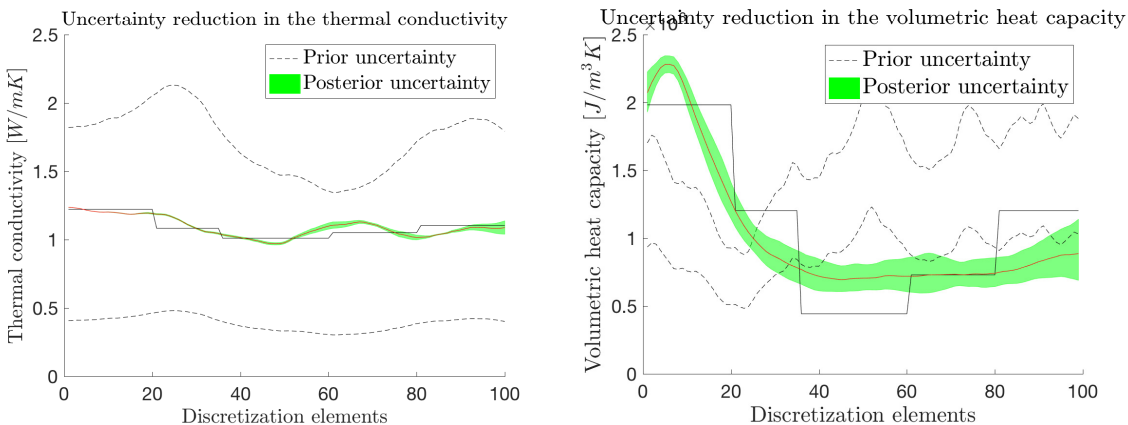 Uncertainty reduction in the thermal conductivity
2.5
2
1.5
1
0.5
0
0
20
40
60
80
100
Thermal conductivity [W/mK]
Discretization elements
Prior uncertainty
Posterior uncertainty
Uncertainty reduction in the volumetric heat capacity
2.5
2
1.5
1
0.5
0
0
20
40
60
80
100
Volumetric heat capacity [J/m³K]
Discretization elements
Prior uncertainty
Posterior uncertainty